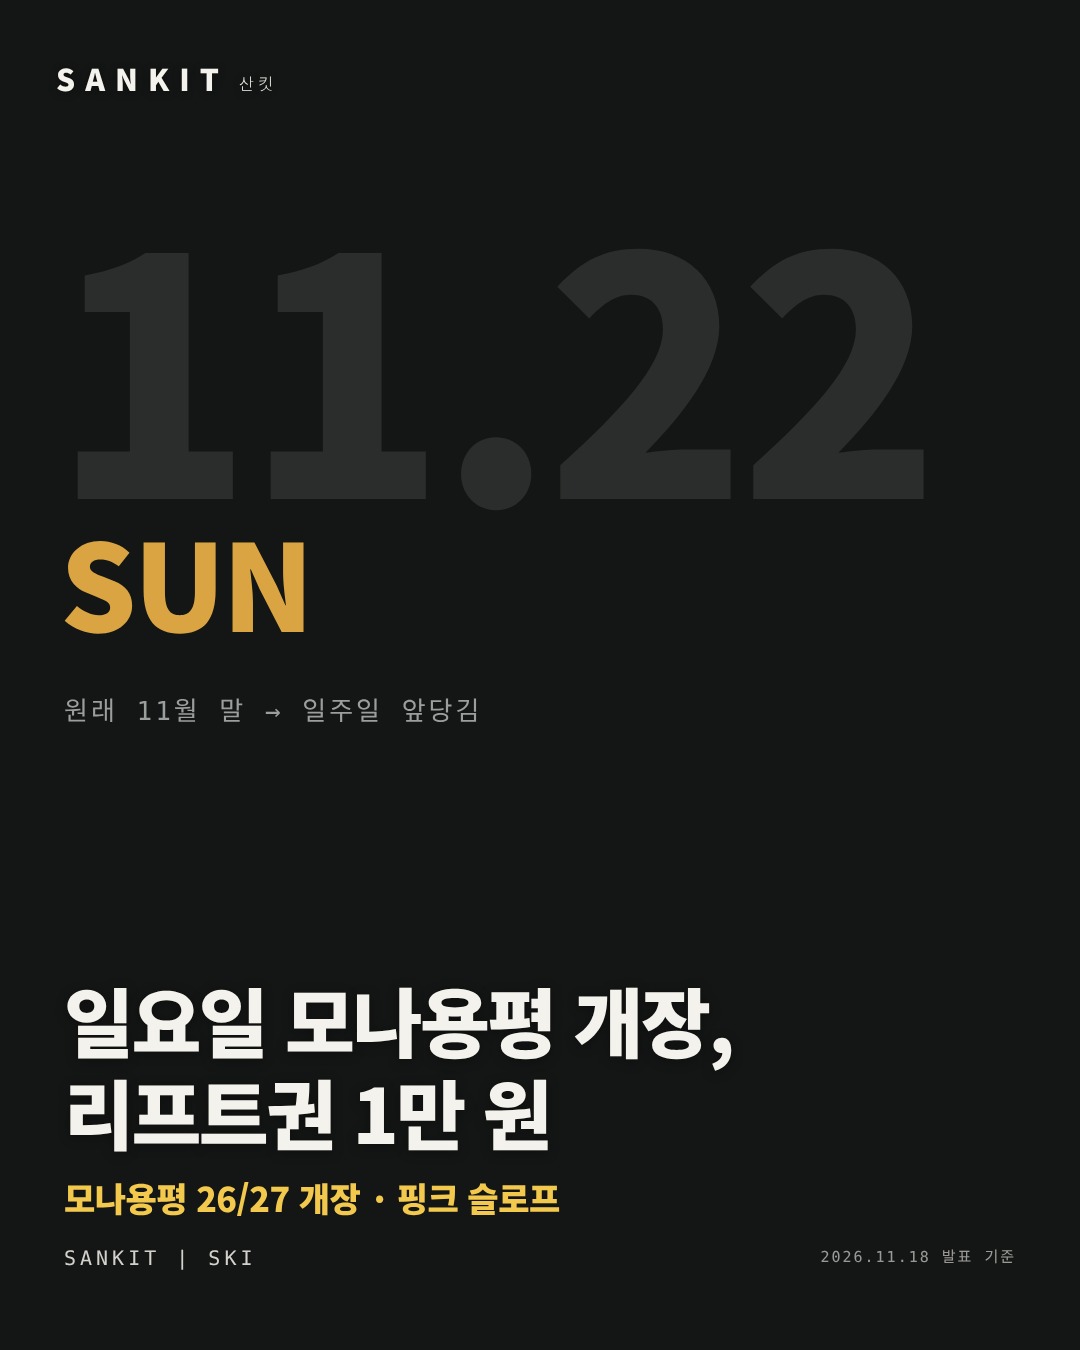 SANKIT 산킷
11.22
SUN
원래 11월 말 → 일주일 앞당김
일요일 모나용평 개장,
리프트권 1만 원
모나용평 26/27 개장 · 핑크 슬로프
SANKIT | SKI
2026.11.18 발표 기준